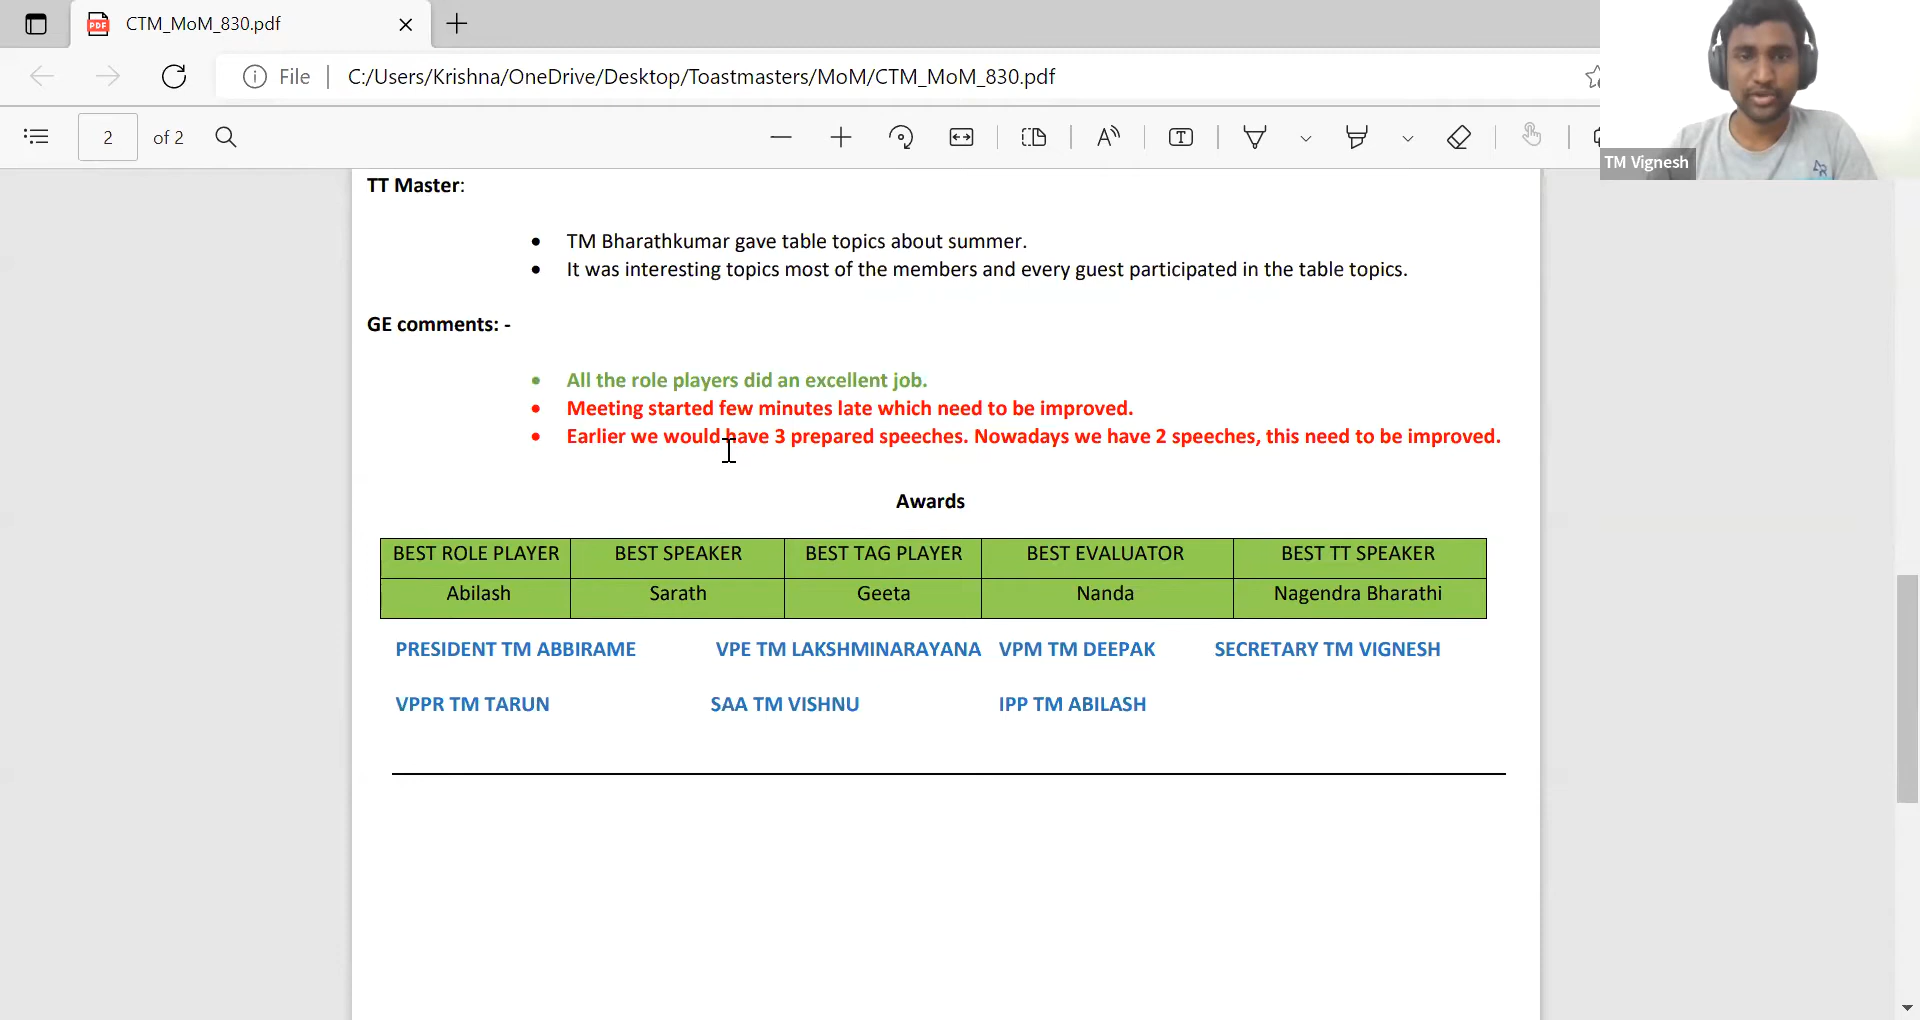 CTM_MoM_830.pdf
File
C:/Users/Krishna/OneDrive/Desktop/Toastmasters/MoM/CTM_MoM_830.pdf
2 of 2
TM Vignesh
TT Master:
• TM Bharathkumar gave table topics about summer.
• It was interesting topics most of the members and every guest participated in the table topics.
GE comments: -
• All the role players did an excellent job.
• Meeting started few minutes late which need to be improved.
• Earlier we would have 3 prepared speeches. Nowadays we have 2 speeches, this need to be improved.
Awards
BEST ROLE PLAYER BEST SPEAKER BEST TAG PLAYER BEST EVALUATOR BEST TT SPEAKER
Abilash Sarath Geeta Nanda Nagendra Bharathi
PRESIDENT TM ABBIRAME VPE TM LAKSHMINARAYANA VPM TM DEEPAK SECRETARY TM VIGNESH
VPPR TM TARUN SAA TM VISHNU IPP TM ABILASH